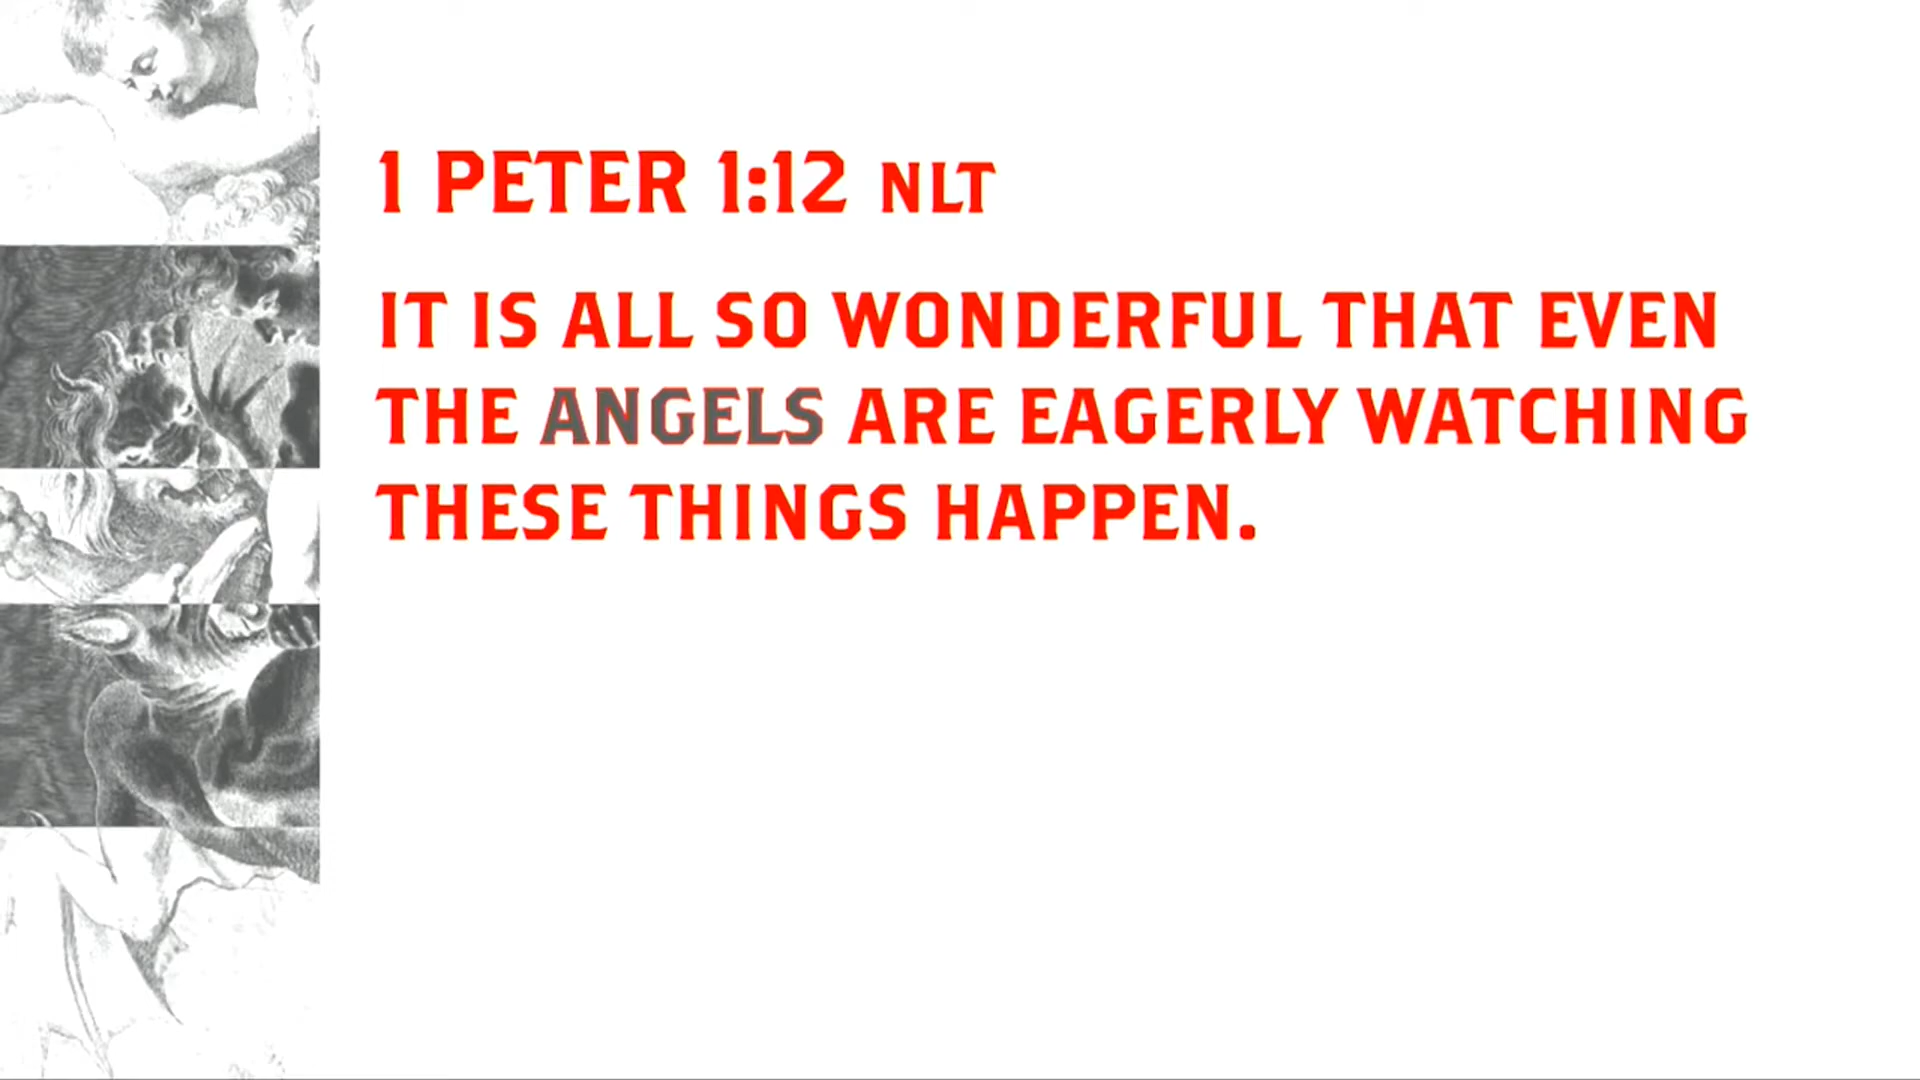 1 PETER 1:12 NLT
IT IS ALL SO WONDERFUL THAT EVEN
THE ANGELS ARE EAGERLY WATCHING
THESE THINGS HAPPEN.